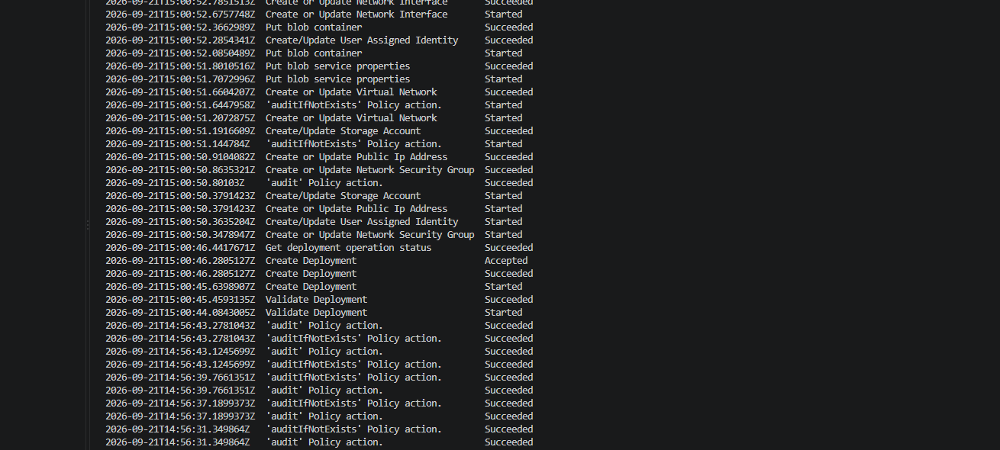 2026-09-21T15:00:52.7851513Z  Create or Update Network Interface       Succeeded
2026-09-21T15:00:52.6757748Z  Create or Update Network Interface       Started
2026-09-21T15:00:52.3662989Z  Put blob container                       Succeeded
2026-09-21T15:00:52.2854341Z  Create/Update User Assigned Identity     Succeeded
2026-09-21T15:00:52.0850489Z  Put blob container                       Started
2026-09-21T15:00:51.8010516Z  Put blob service properties              Succeeded
2026-09-21T15:00:51.7072996Z  Put blob service properties              Started
2026-09-21T15:00:51.6604207Z  Create or Update Virtual Network         Succeeded
2026-09-21T15:00:51.6447958Z  'auditIfNotExists' Policy action.        Started
2026-09-21T15:00:51.2072875Z  Create or Update Virtual Network         Started
2026-09-21T15:00:51.1916609Z  Create/Update Storage Account            Succeeded
2026-09-21T15:00:51.144784Z   'auditIfNotExists' Policy action.        Started
2026-09-21T15:00:50.9104082Z  Create or Update Public Ip Address       Succeeded
2026-09-21T15:00:50.8635321Z  Create or Update Network Security Group  Succeeded
2026-09-21T15:00:50.80103Z    'audit' Policy action.                   Succeeded
2026-09-21T15:00:50.3791423Z  Create/Update Storage Account            Started
2026-09-21T15:00:50.3791423Z  Create or Update Public Ip Address       Started
2026-09-21T15:00:50.3635204Z  Create/Update User Assigned Identity     Started
2026-09-21T15:00:50.3478947Z  Create or Update Network Security Group  Started
2026-09-21T15:00:46.4417671Z  Get deployment operation status          Succeeded
2026-09-21T15:00:46.2805127Z  Create Deployment                        Accepted
2026-09-21T15:00:46.2805127Z  Create Deployment                        Succeeded
2026-09-21T15:00:45.6398907Z  Create Deployment                        Started
2026-09-21T15:00:45.4593135Z  Validate Deployment                      Succeeded
2026-09-21T15:00:44.0843005Z  Validate Deployment                      Started
2026-09-21T14:56:43.2781043Z  'audit' Policy action.                   Succeeded
2026-09-21T14:56:43.2781043Z  'auditIfNotExists' Policy action.        Succeeded
2026-09-21T14:56:43.1245699Z  'audit' Policy action.                   Succeeded
2026-09-21T14:56:43.1245699Z  'auditIfNotExists' Policy action.        Succeeded
2026-09-21T14:56:39.7661351Z  'auditIfNotExists' Policy action.        Succeeded
2026-09-21T14:56:39.7661351Z  'audit' Policy action.                   Succeeded
2026-09-21T14:56:37.1899373Z  'auditIfNotExists' Policy action.        Succeeded
2026-09-21T14:56:37.1899373Z  'audit' Policy action.                   Succeeded
2026-09-21T14:56:31.349864Z   'auditIfNotExists' Policy action.        Succeeded
2026-09-21T14:56:31.349864Z   'audit' Policy action.                   Succeeded